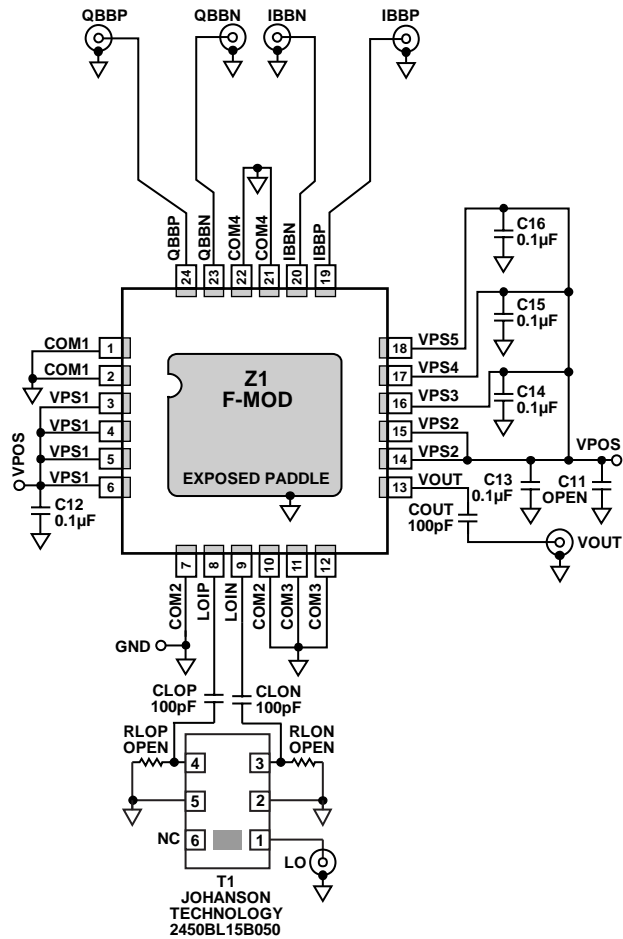 QBBP
QBBN
IBBN
IBBP
QBBP
QBBN
COM4
COM4
IBBN
IBBP
24
23
22
21
20
19
C16
0.1µF
C15
0.1µF
C14
0.1µF
COM1
1
COM1
2
VPS1
3
VPS1
4
VPS1
5
VPS1
6
VPOS
C12
0.1µF
Z1
F-MOD
EXPOSED PADDLE
18
VPS5
17
VPS4
16
VPS3
15
VPS2
14
VPS2
13
VOUT
VPOS
C13
0.1µF
C11
OPEN
COUT
100pF
VOUT
7
8
9
10
11
12
COM2
LOIP
LOIN
COM2
COM3
COM3
GND
CLOP
100pF
CLON
100pF
RLOP
OPEN
RLON
OPEN
4
3
5
2
NC
6
1
LO
T1
JOHANSON
TECHNOLOGY
2450BL15B050